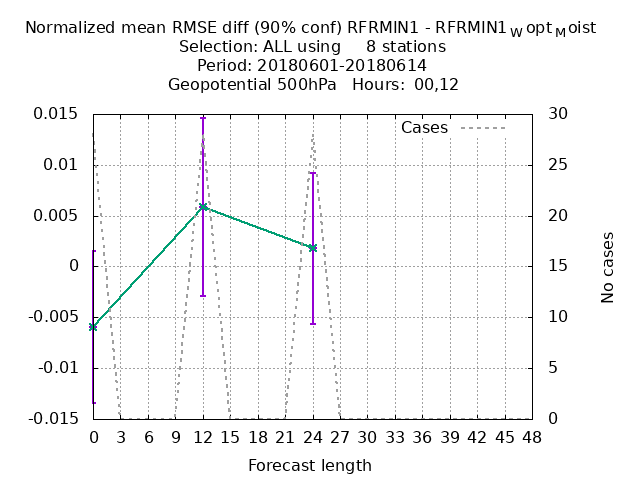 Normalized mean RMSE diff (90% conf) RFRMIN1 - RFRMIN1WoptMoist
Selection: ALL using 8 stations
Period: 20180601-20180614
Geopotential 500hPa Hours: 00,12
Cases
0.015
0.01
0.005
0
-0.005
-0.01
-0.015
30
25
20
15
10
5
0
No cases
0 3 6 9 12 15 18 21 24 27 30 33 36 39 42 45 48
Forecast length